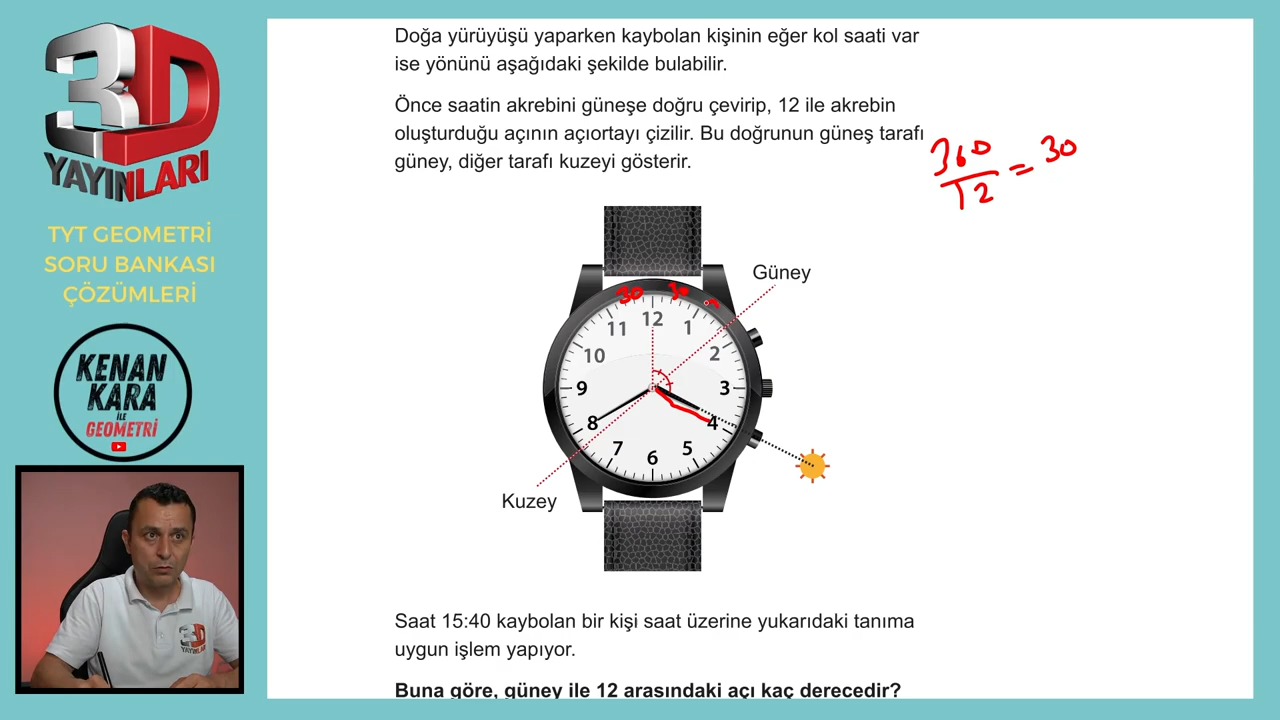 3D
YAYINLARI
TYT GEOMETRİ
SORU BANKASI
ÇÖZÜMLERİ
KENAN
KARA
İLE
GEOMETRİ
3D
YAYINLARI
Doğa yürüyüşü yaparken kaybolan kişinin eğer kol saati var
ise yönünü aşağıdaki şekilde bulabilir.
Önce saatin akrebini güneşe doğru çevirip, 12 ile akrebin
oluşturduğu açının açıortayı çizilir. Bu doğrunun güneş tarafı
güney, diğer tarafı kuzeyi gösterir.
360
12
= 30
Güney
30 30
12
1
2
3
4
5
6
7
8
9
10
11
Kuzey
Saat 15:40 kaybolan bir kişi saat üzerine yukarıdaki tanıma
uygun işlem yapıyor.
Buna göre, güney ile 12 arasındaki açı kaç derecedir?